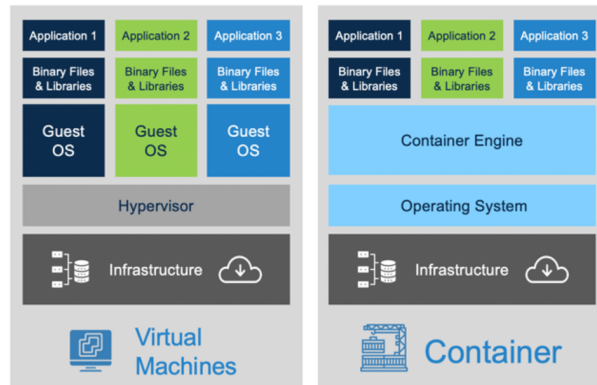 Application 1
Application 2
Application 3
Binary Files
& Libraries
Binary Files
& Libraries
Binary Files
& Libraries
Guest
OS
Guest
OS
Guest
OS
Hypervisor
Infrastructure
Virtual
Machines
Application 1
Application 2
Application 3
Binary Files
& Libraries
Binary Files
& Libraries
Binary Files
& Libraries
Container Engine
Operating System
Infrastructure
Container